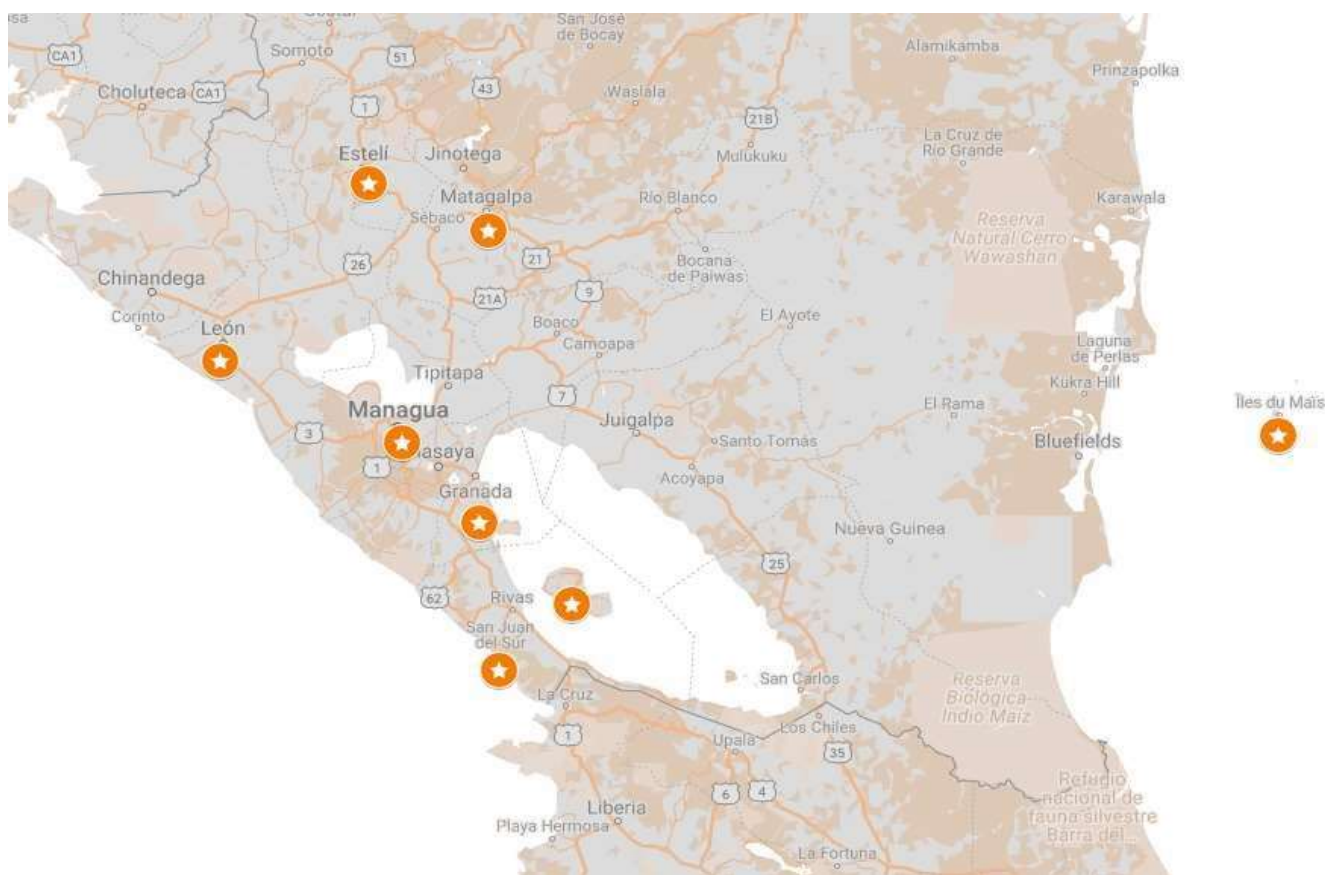 San José
de Bocay
CA1
Somoto
51
Alamikamba
Prinzapolka
Choluteca
CA1
43
1
Waslala
21B
La Cruz de
Río Grande
Estelí
Jinotega
Mulukuku
Matagalpa
Río Blanco
Karawala
Sébaco
Reserva
Natural Cerro
Wawashan
21
26
Bocana
de Paiwas
Chinandega
21A
9
Corinto
León
Boaco
El Ayote
Camoapa
Laguna
de Perlas
Tipitapa
Kukra Hill
7
Managua
El Rama
Îles du Maïs
3
Juigalpa
Santo Tomás
Bluefields
1
asaya
Acoyapa
Granada
Nueva Guinea
25
62
Rivas
San Juan
del Sur
San Carlos
Reserva
Biológica
Indio Maíz
La Cruz
Los Chiles
1
Upala
35
Refugio
nacional de
fauna silvestre
Barra del...
6
4
Liberia
Playa Hermosa
La Fortuna